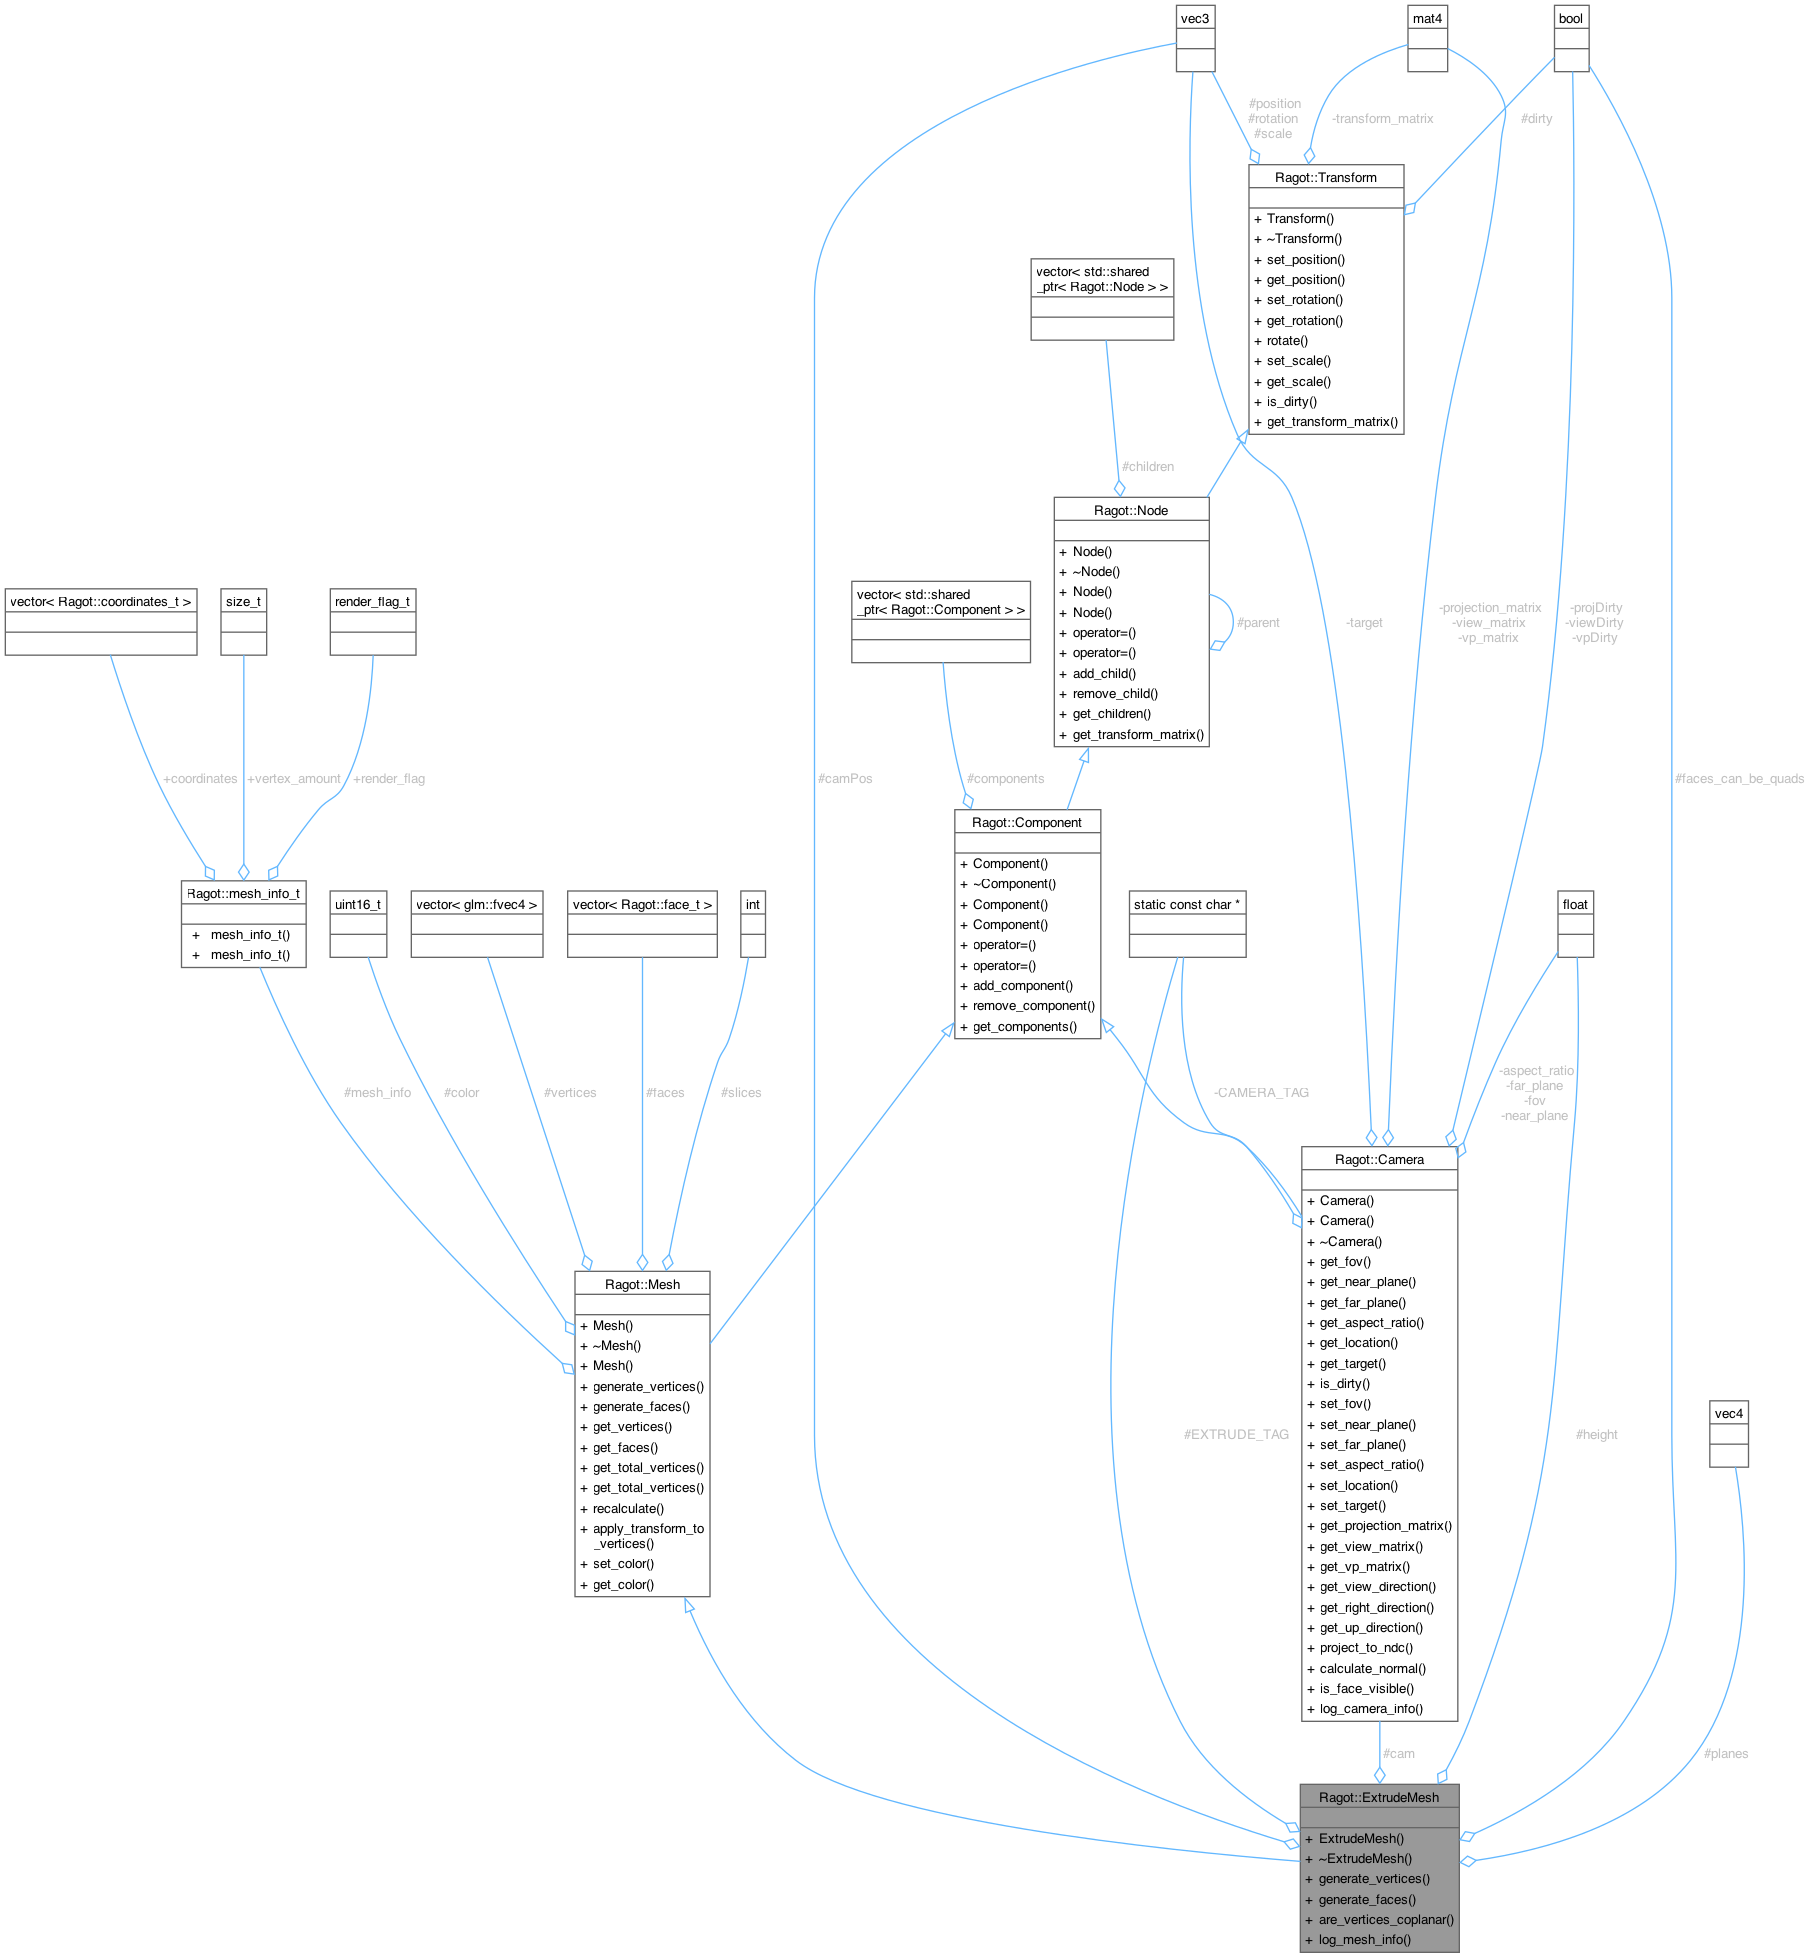 vec3
mat4
bool
#position
#rotation
#scale
-transform_matrix
#dirty
Ragot::Transform
+ Transform()
+ ~Transform()
+ set_position()
+ get_position()
+ set_rotation()
+ get_rotation()
+ rotate()
+ set_scale()
+ get_scale()
+ is_dirty()
+ get_transform_matrix()
vector< std::shared
_ptr< Ragot::Node > >
#children
Ragot::Node
+ Node()
+ ~Node()
+ Node()
+ Node()
+ operator=()
+ operator=()
+ add_child()
+ remove_child()
+ get_children()
+ get_transform_matrix()
#parent
vector< std::shared
_ptr< Ragot::Component > >
vector< Ragot::coordinates_t >
size_t
render_flag_t
-target
-projection_matrix
-view_matrix
-vp_matrix
-projDirty
-viewDirty
-vpDirty
+coordinates
+vertex_amount
+render_flag
#camPos
#components
#faces_can_be_quads
Ragot::Component
+ Component()
+ ~Component()
+ Component()
+ Component()
+ operator=()
+ operator=()
+ add_component()
+ remove_component()
+ get_components()
Ragot::mesh_info_t
+ mesh_info_t()
+ mesh_info_t()
uint16_t
vector< glm::fvec4 >
vector< Ragot::face_t >
int
static const char *
float
#mesh_info
#color
#vertices
#faces
#slices
-CAMERA_TAG
-aspect_ratio
-far_plane
-fov
-near_plane
Ragot::Camera
+ Camera()
+ Camera()
+ ~Camera()
+ get_fov()
+ get_near_plane()
+ get_far_plane()
+ get_aspect_ratio()
+ get_location()
+ get_target()
+ is_dirty()
+ set_fov()
+ set_near_plane()
+ set_far_plane()
+ set_aspect_ratio()
+ set_location()
+ set_target()
+ get_projection_matrix()
+ get_view_matrix()
+ get_vp_matrix()
+ get_view_direction()
+ get_right_direction()
+ get_up_direction()
+ project_to_ndc()
+ calculate_normal()
+ is_face_visible()
+ log_camera_info()
Ragot::Mesh
+ Mesh()
+ ~Mesh()
+ Mesh()
+ generate_vertices()
+ generate_faces()
+ get_vertices()
+ get_faces()
+ get_total_vertices()
+ get_total_vertices()
+ recalculate()
+ apply_transform_to
_vertices()
+ set_color()
+ get_color()
#EXTRUDE_TAG
#height
vec4
#cam
#planes
Ragot::ExtrudeMesh
+ ExtrudeMesh()
+ ~ExtrudeMesh()
+ generate_vertices()
+ generate_faces()
+ are_vertices_coplanar()
+ log_mesh_info()